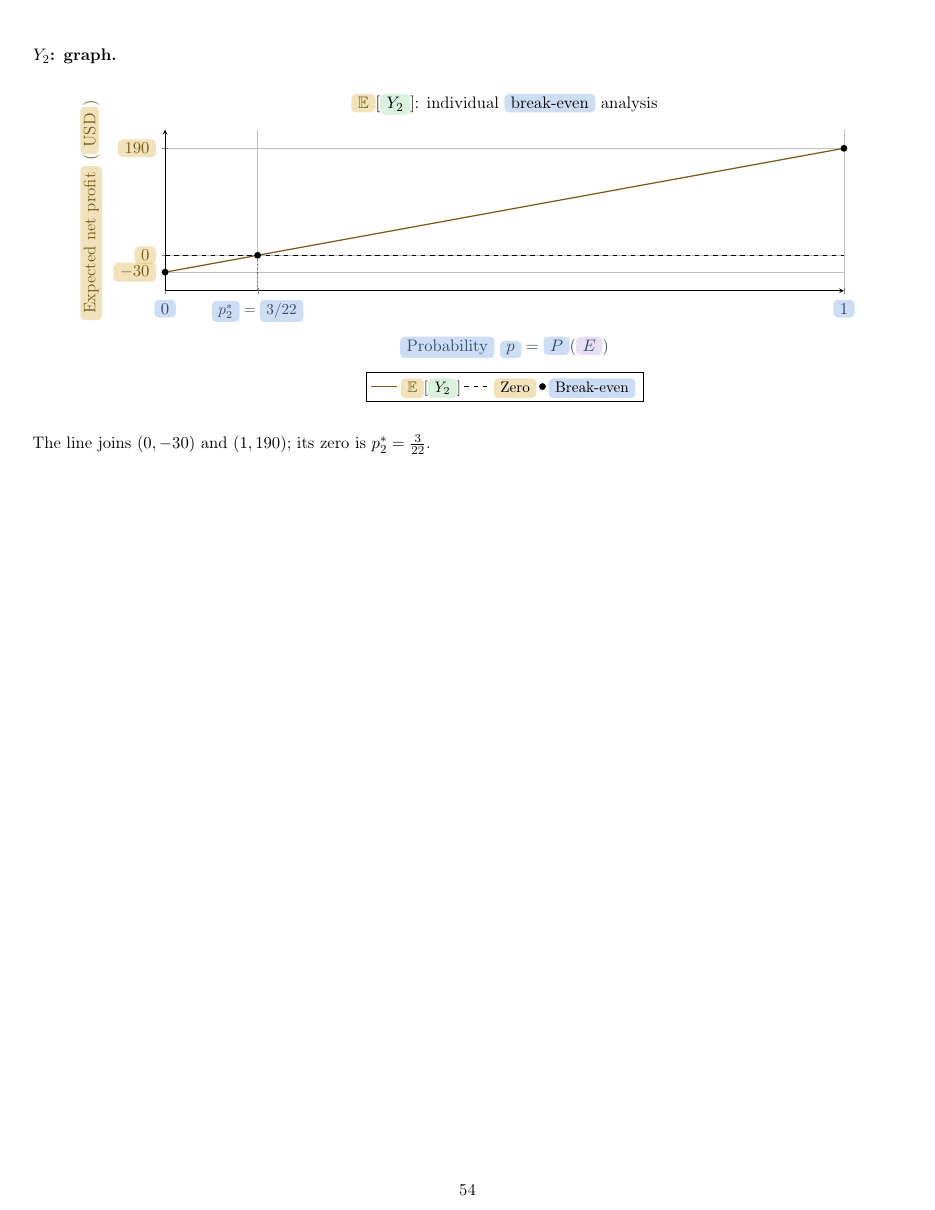 Y₂: graph.
𝔼[Y₂]: individual break-even analysis
Expected net profit (USD)
190
0
−30
0
p₂* = 3/22
1
Probability p = P(E)
𝔼[Y₂] Zero Break-even
The line joins (0, −30) and (1, 190); its zero is p₂* = 3/22.
54